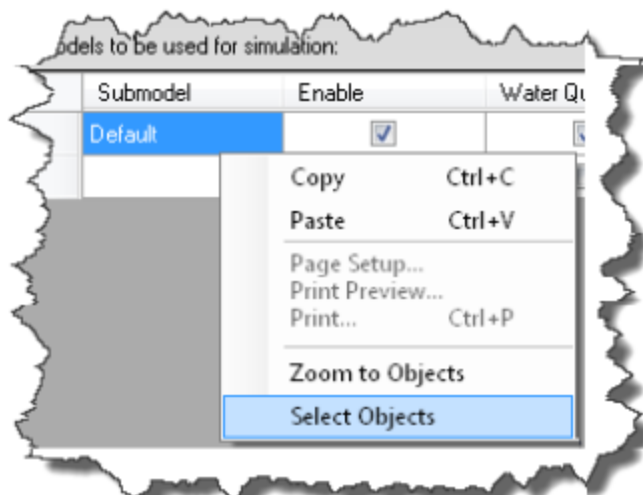 dels to be used for simulation:
Submodel Enable Water Qu
Default
Copy Ctrl+C
Paste Ctrl+V
Page Setup...
Print Preview...
Print... Ctrl+P
Zoom to Objects
Select Objects